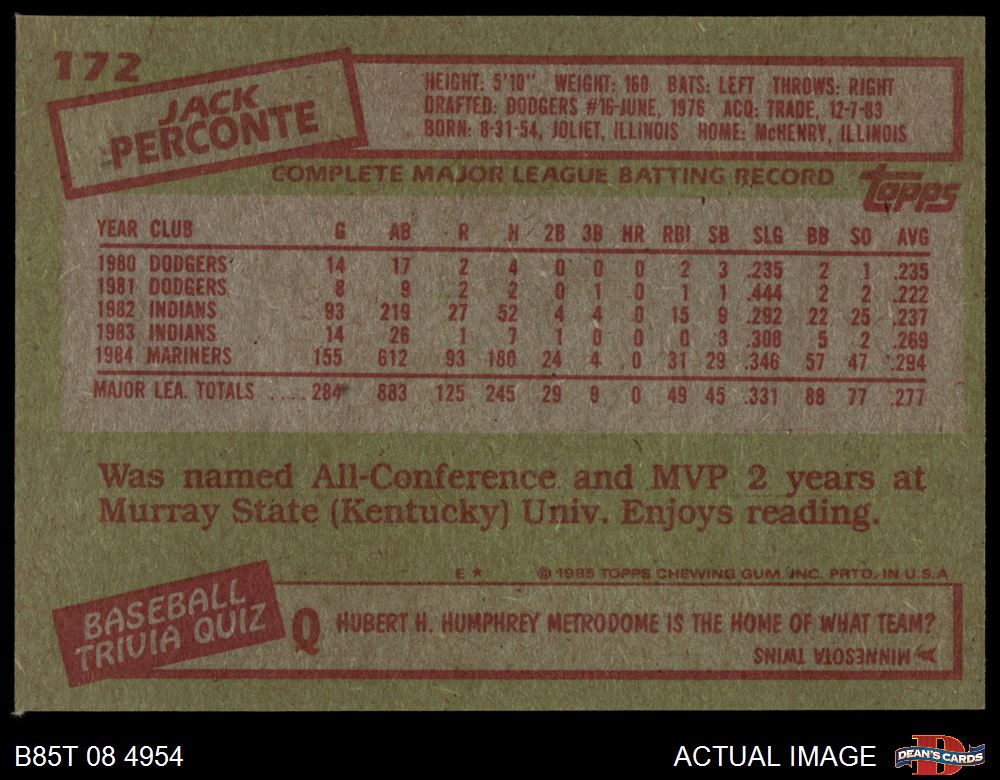 172
JACK
PERCONTE
HEIGHT: 5'10" WEIGHT: 160 BATS: LEFT THROWS: RIGHT
DRAFTED: DODGERS #16-JUNE, 1976 ACQ: TRADE, 12-7-83
BORN: 8-31-54, JOLIET, ILLINOIS HOME: McHENRY, ILLINOIS
COMPLETE MAJOR LEAGUE BATTING RECORD
topps
YEAR CLUB G AB R H 2B 3B HR RBI SB SLG BB SO AVG
1980 DODGERS 14 17 2 4 0 0 0 2 3 .235 2 1 .235
1981 DODGERS 8 9 2 2 0 1 0 1 1 .444 2 2 .222
1982 INDIANS 93 219 27 52 4 4 0 15 9 .292 22 25 .237
1983 INDIANS 14 26 1 7 1 0 0 0 3 .308 5 2 .269
1984 MARINERS 155 612 93 180 24 4 0 31 29 .346 57 47 .294
MAJOR LEA. TOTALS .... 284 883 125 245 29 9 0 49 45 .331 88 77 .277
Was named All-Conference and MVP 2 years at
Murray State (Kentucky) Univ. Enjoys reading.
E * © 1985 TOPPS CHEWING GUM, INC. PRTD. IN U.S.A
BASEBALL
TRIVIA QUIZ
Q HUBERT H. HUMPHREY METRODOME IS THE HOME OF WHAT TEAM?
A MINNESOTA TWINS
B85T 08 4954
ACTUAL IMAGE
D
DEAN'S CARDS